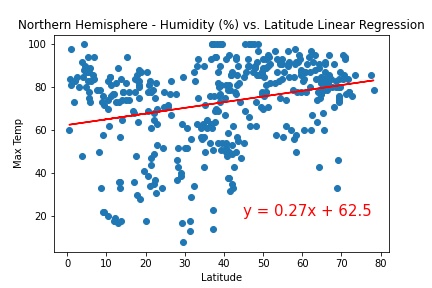 Northern Hemisphere - Humidity (%) vs. Latitude Linear Regression
100
80
60
40
20
Max Temp
y = 0.27x + 62.5
0 10 20 30 40 50 60 70 80
Latitude